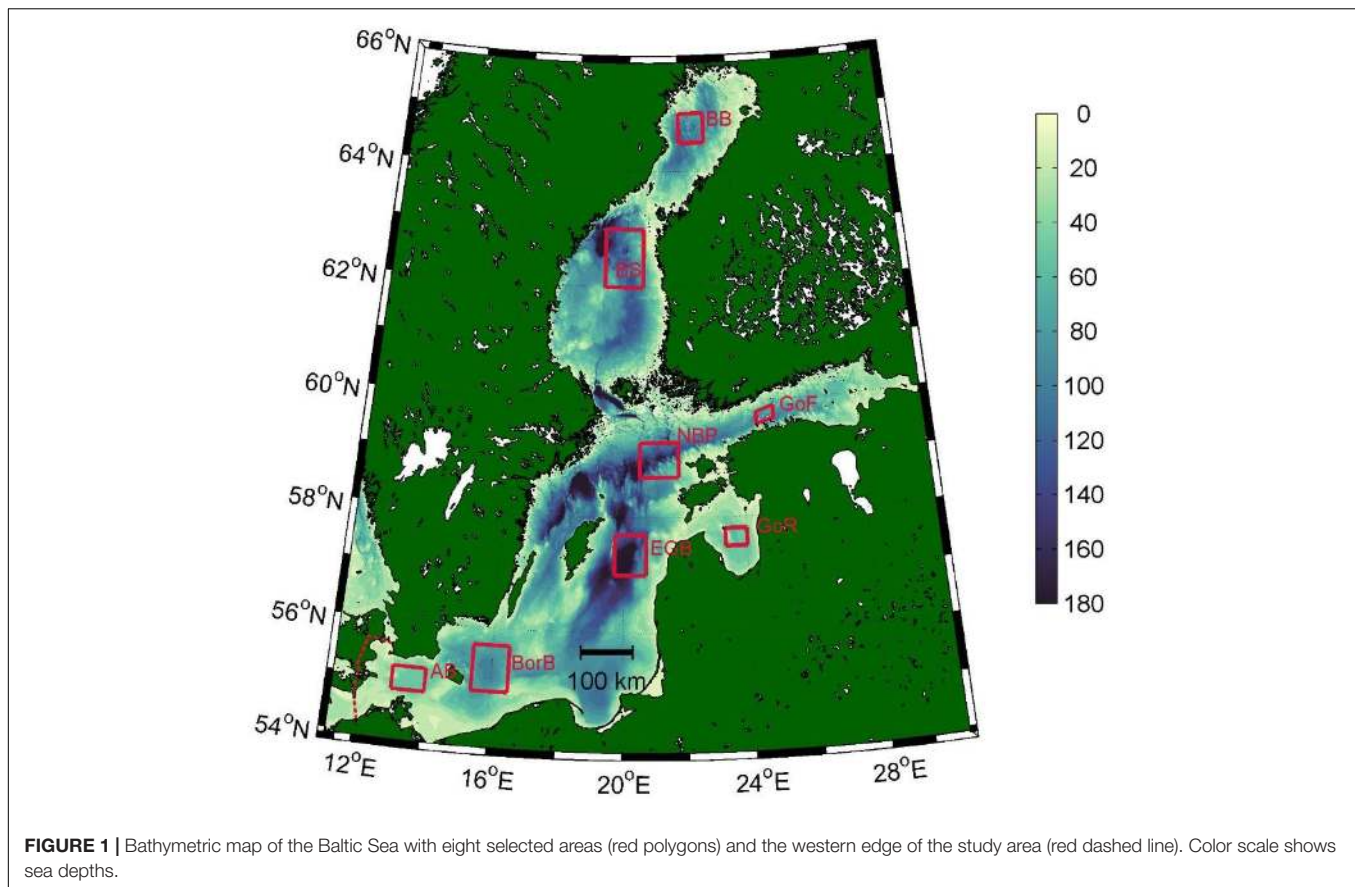 66°N
64°N
62°N
60°N
58°N
56°N
54°N
12°E
16°E
20°E
24°E
28°E
BB
BS
GoF
NBP
GoR
EGB
BorB
AB
100 km
0
20
40
60
80
100
120
140
160
180
FIGURE 1 | Bathymetric map of the Baltic Sea with eight selected areas (red polygons) and the western edge of the study area (red dashed line). Color scale shows
sea depths.